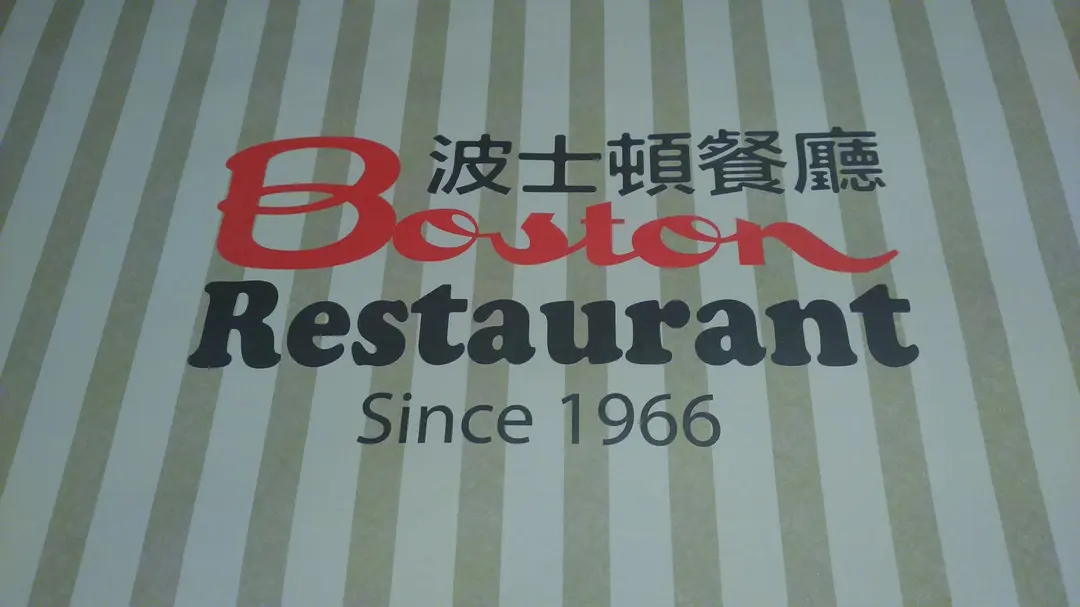 波士頓餐廳
Boston
Restaurant
Since 1966